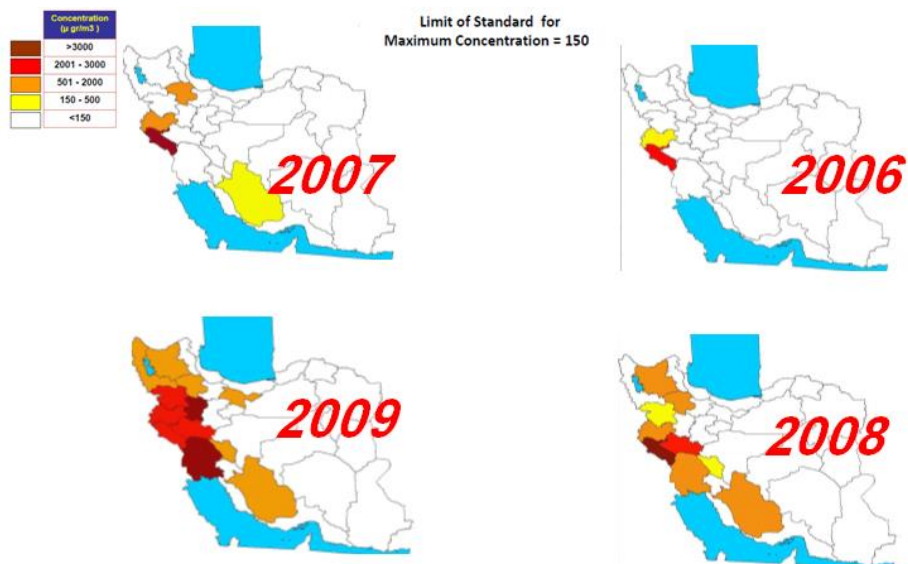 Concentration
(µ gr/m3 )
>3000
2001 - 3000
501 - 2000
150 - 500
<150
Limit of Standard for
Maximum Concentration = 150
2007
2006
2009
2008